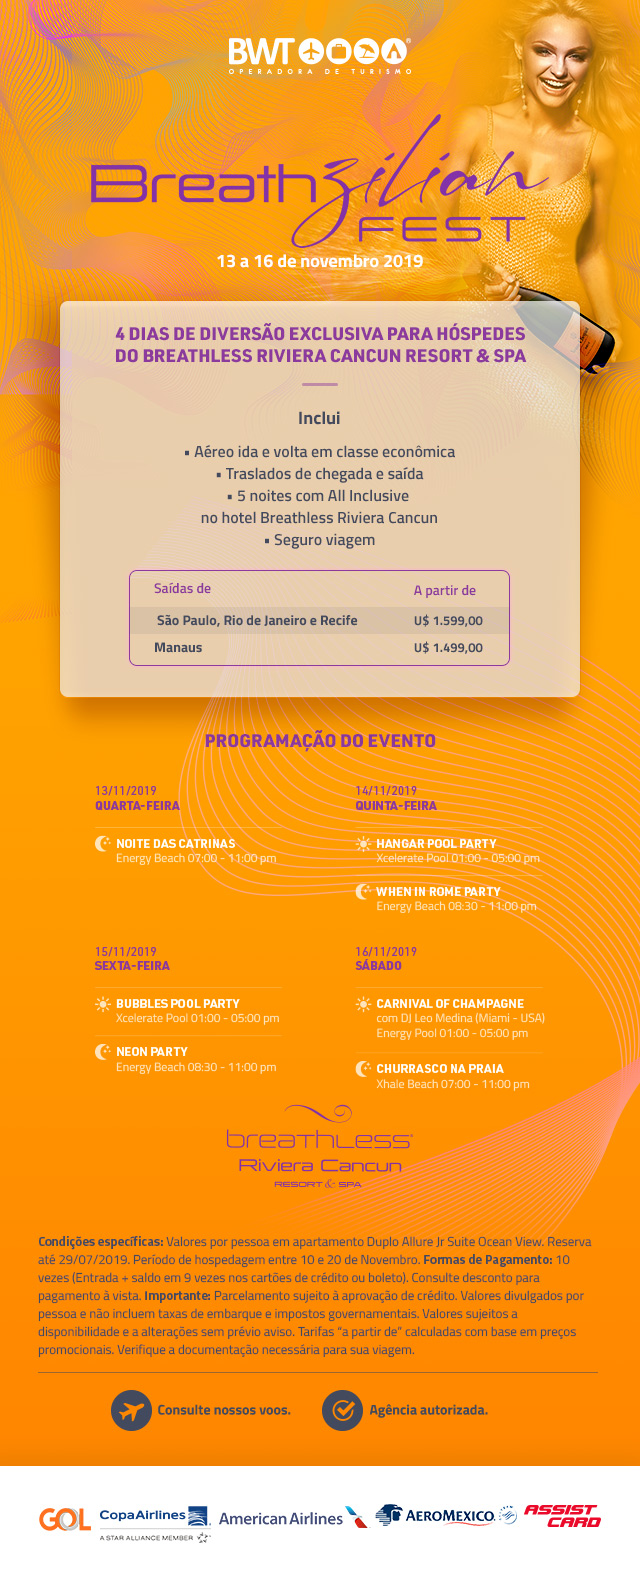 BWT
OPERADORA DE TURISMO
Breathzilian
FEST
13 a 16 de novembro 2019
4 DIAS DE DIVERSÃO EXCLUSIVA PARA HÓSPEDES
DO BREATHLESS RIVIERA CANCUN RESORT & SPA
Inclui
▪ Aéreo ida e volta em classe econômica
▪ Traslados de chegada e saída
▪ 5 noites com All Inclusive
no hotel Breathless Riviera Cancun
▪ Seguro viagem
Saídas de A partir de
São Paulo, Rio de Janeiro e Recife U$ 1.599,00
Manaus U$ 1.499,00
PROGRAMAÇÃO DO EVENTO
13/11/2019
QUARTA-FEIRA
NOITE DAS CATRINAS
Energy Beach 07:00 - 11:00 pm
14/11/2019
QUINTA-FEIRA
HANGAR POOL PARTY
Xcelerate Pool 01:00 - 05:00 pm
WHEN IN ROME PARTY
Energy Beach 08:30 - 11:00 pm
15/11/2019
SEXTA-FEIRA
BUBBLES POOL PARTY
Xcelerate Pool 01:00 - 05:00 pm
NEON PARTY
Energy Beach 08:30 - 11:00 pm
16/11/2019
SÁBADO
CARNIVAL OF CHAMPAGNE
com DJ Leo Medina (Miami - USA)
Energy Pool 01:00 - 05:00 pm
CHURRASCO NA PRAIA
Xhale Beach 07:00 - 11:00 pm
breathless
Riviera Cancun
RESORT & SPA
Condições específicas: Valores por pessoa em apartamento Duplo Allure Jr Suite Ocean View. Reserva
até 29/07/2019. Período de hospedagem entre 10 e 20 de Novembro. Formas de Pagamento: 10
vezes (Entrada + saldo em 9 vezes nos cartões de crédito ou boleto). Consulte desconto para
pagamento à vista. Importante: Parcelamento sujeito à aprovação de crédito. Valores divulgados por
pessoa e não incluem taxas de embarque e impostos governamentais. Valores sujeitos a
disponibilidade e a alterações sem prévio aviso. Tarifas “a partir de” calculadas com base em preços
promocionais. Verifique a documentação necessária para sua viagem.
Consulte nossos voos. Agência autorizada.
GOL CopaAirlines American Airlines AEROMEXICO. ASSIST CARD
A STAR ALLIANCE MEMBER